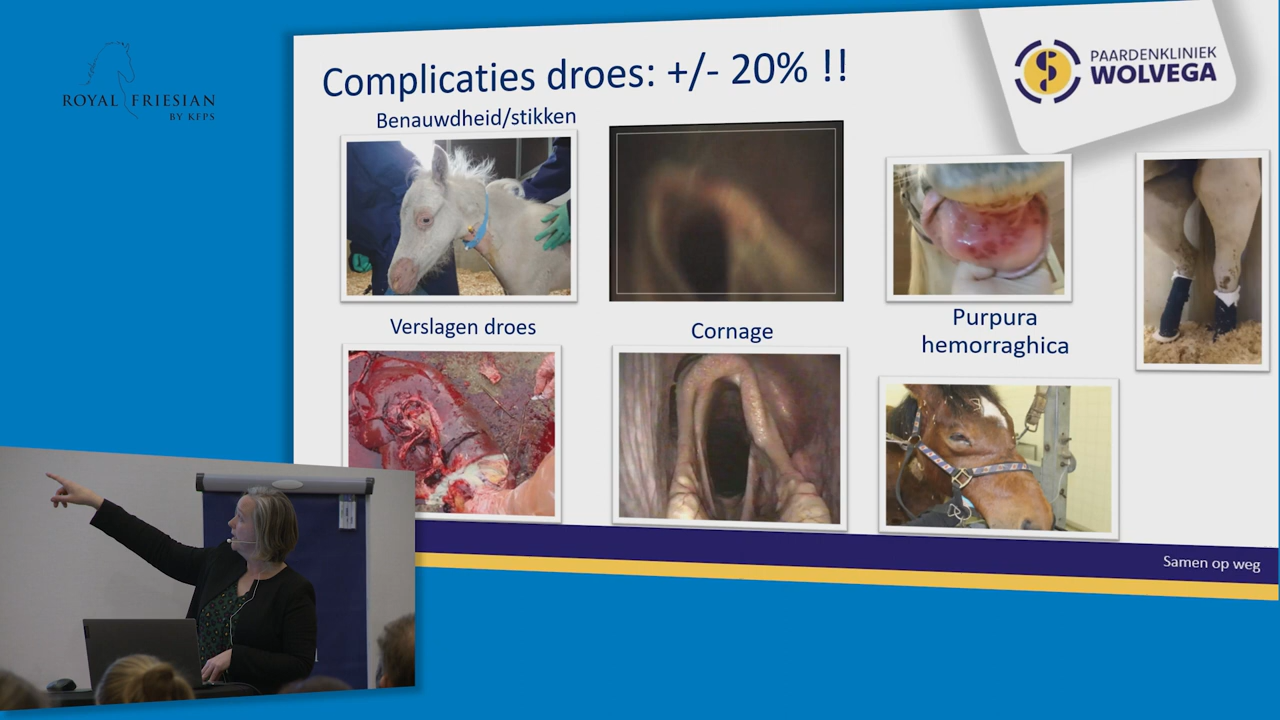 ROYAL FRIESIAN
BY KFPS
Complicaties droes: +/- 20% !!
PAARDENKLINIEK
WOLVEGA
Benauwdheid/stikken
Verslagen droes
Cornage
Purpura
hemorraghica
Samen op weg